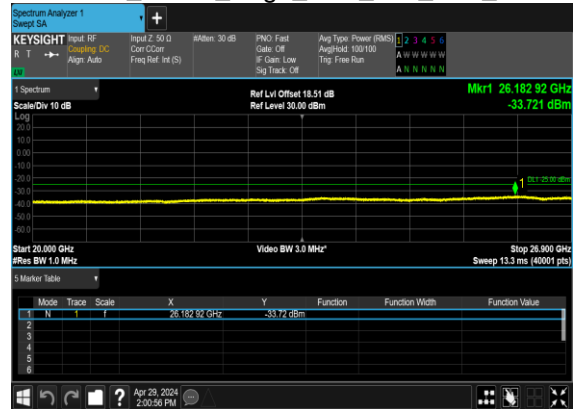 Spectrum Analyzer 1
Swept SA
+
KEYSIGHT Input: RF Input Z: 50 Ω #Atten: 30 dB PNO: Fast Avg Type: Power (RMS) 1 2 3 4 5 6
R T Coupling: DC Corr CCorr Gate: Off Avg|Hold: 100/100 A W W W W W
Align: Auto Freq Ref: Int (S) IF Gain: Low Trig: Free Run
Sig Track: Off A N N N N N
1 Spectrum Ref Lvl Offset 18.51 dB Mkr1 26.182 92 GHz
Scale/Div 10 dB Ref Level 30.00 dBm -33.721 dBm
Log
20.0
10.0
0.00
-10.0
-20.0
1 DL1 -25.00 dBm
-30.0
-40.0
-50.0
-60.0
Start 20.000 GHz Video BW 3.0 MHz* Stop 26.900 GHz
#Res BW 1.0 MHz Sweep 13.3 ms (40001 pts)
5 Marker Table
Mode Trace Scale X Y Function Function Width Function Value
1 N 1 f 26.182 92 GHz -33.72 dBm
2
3
4
5
6
? Apr 29, 2024
2:00:56 PM